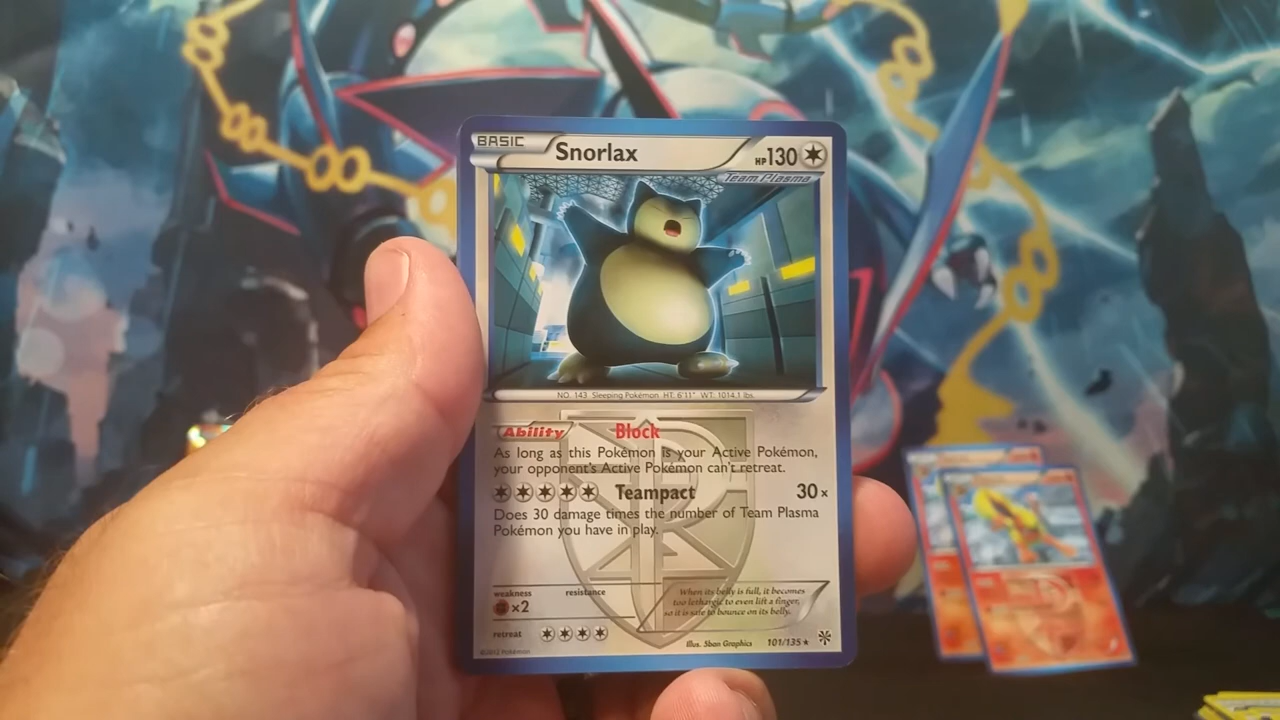 BASIC Snorlax HP 130
Team Plasma
NO. 143 Sleeping Pokémon HT: 6'11" WT: 1014.1 lbs.
Ability Block
As long as this Pokémon is your Active Pokémon,
your opponent's Active Pokémon can't retreat.
Teampact 30x
Does 30 damage times the number of Team Plasma
Pokémon you have in play.
weakness resistance
×2
When its belly is full, it becomes
too lethargic to even lift a finger,
so it is safe to bounce on its belly.
retreat
Illus. 5ban Graphics 101/135 ★
©2012 Pokémon